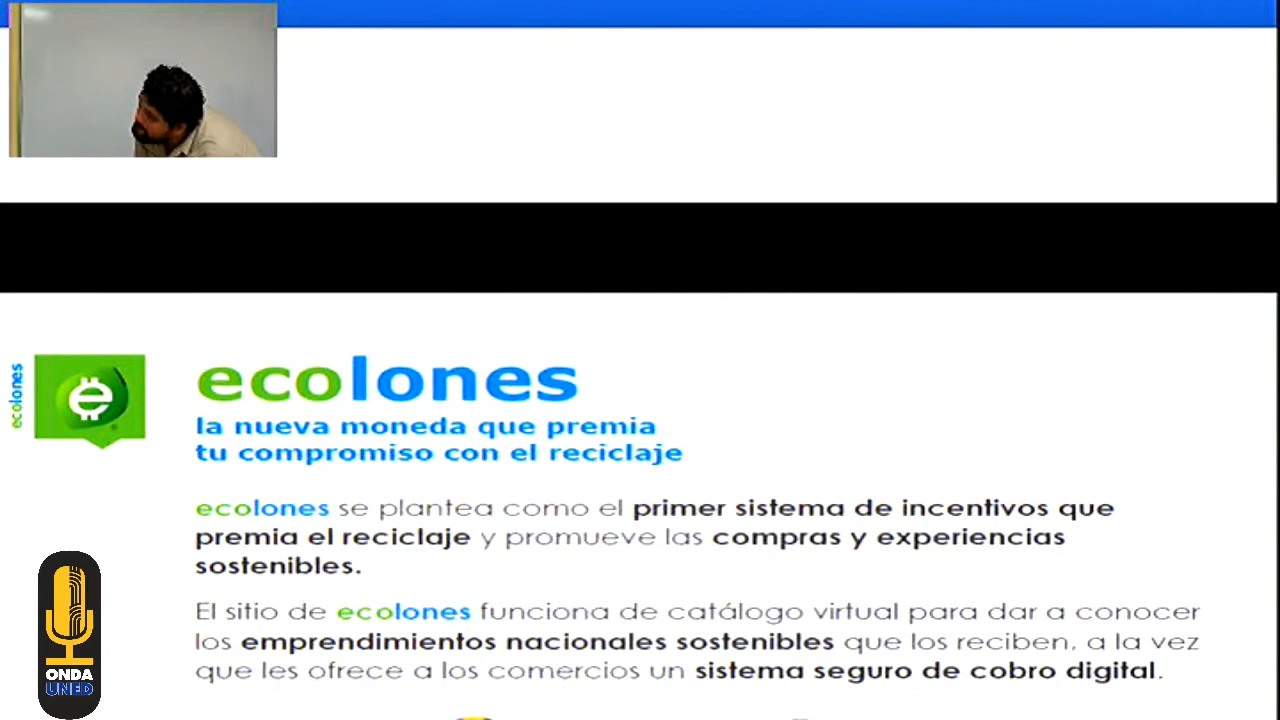 ecolones
ecolones
la nueva moneda que premia
tu compromiso con el reciclaje
ecolones se plantea como el primer sistema de incentivos que
premia el reciclaje y promueve las compras y experiencias
sostenibles.
El sitio de ecolones funciona de catálogo virtual para dar a conocer
los emprendimientos nacionales sostenibles que los reciben, a la vez
que les ofrece a los comercios un sistema seguro de cobro digital.
ONDA
UNED